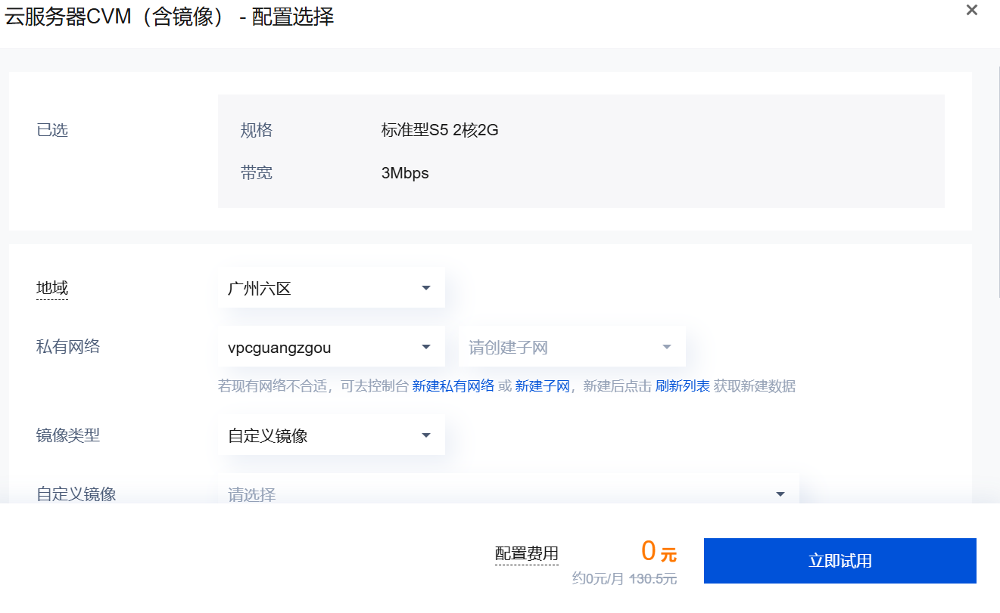 云服务器CVM（含镜像） - 配置选择
已选
规格 标准型S5 2核2G
带宽 3Mbps
地域 广州六区
私有网络 vpcguangzgou 请创建子网
若现有网络不合适，可去控制台 新建私有网络 或 新建子网，新建后点击 刷新列表 获取新建数据
镜像类型 自定义镜像
自定义镜像 请选择
配置费用 0 元
约0元/月 130.5元
立即试用